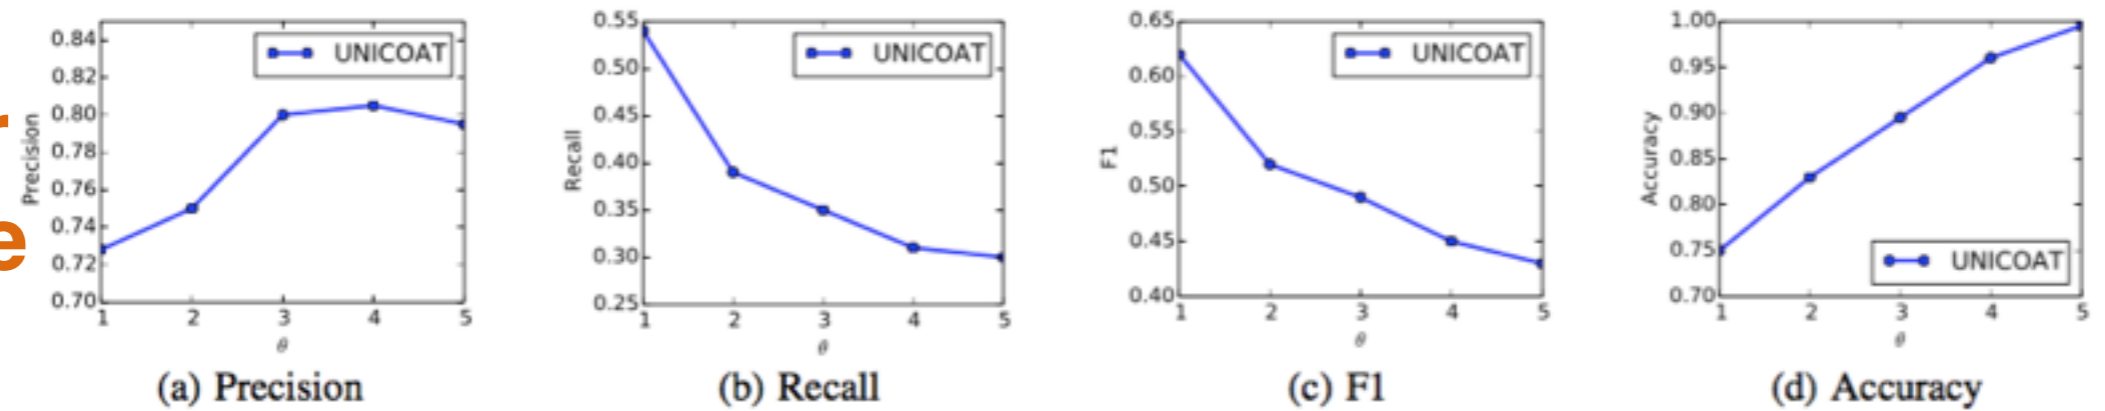 r
e
0.84
0.82
0.80
0.78
0.76
0.74
0.72
0.70
Precision
UNICOAT
1 2 3 4 5
θ
(a) Precision
0.55
0.50
0.45
0.40
0.35
0.30
0.25
Recall
UNICOAT
1 2 3 4 5
θ
(b) Recall
0.65
0.60
0.55
0.50
0.45
0.40
F1
UNICOAT
1 2 3 4 5
θ
(c) F1
1.00
0.95
0.90
0.85
0.80
0.75
0.70
Accuracy
UNICOAT
1 2 3 4 5
θ
(d) Accuracy